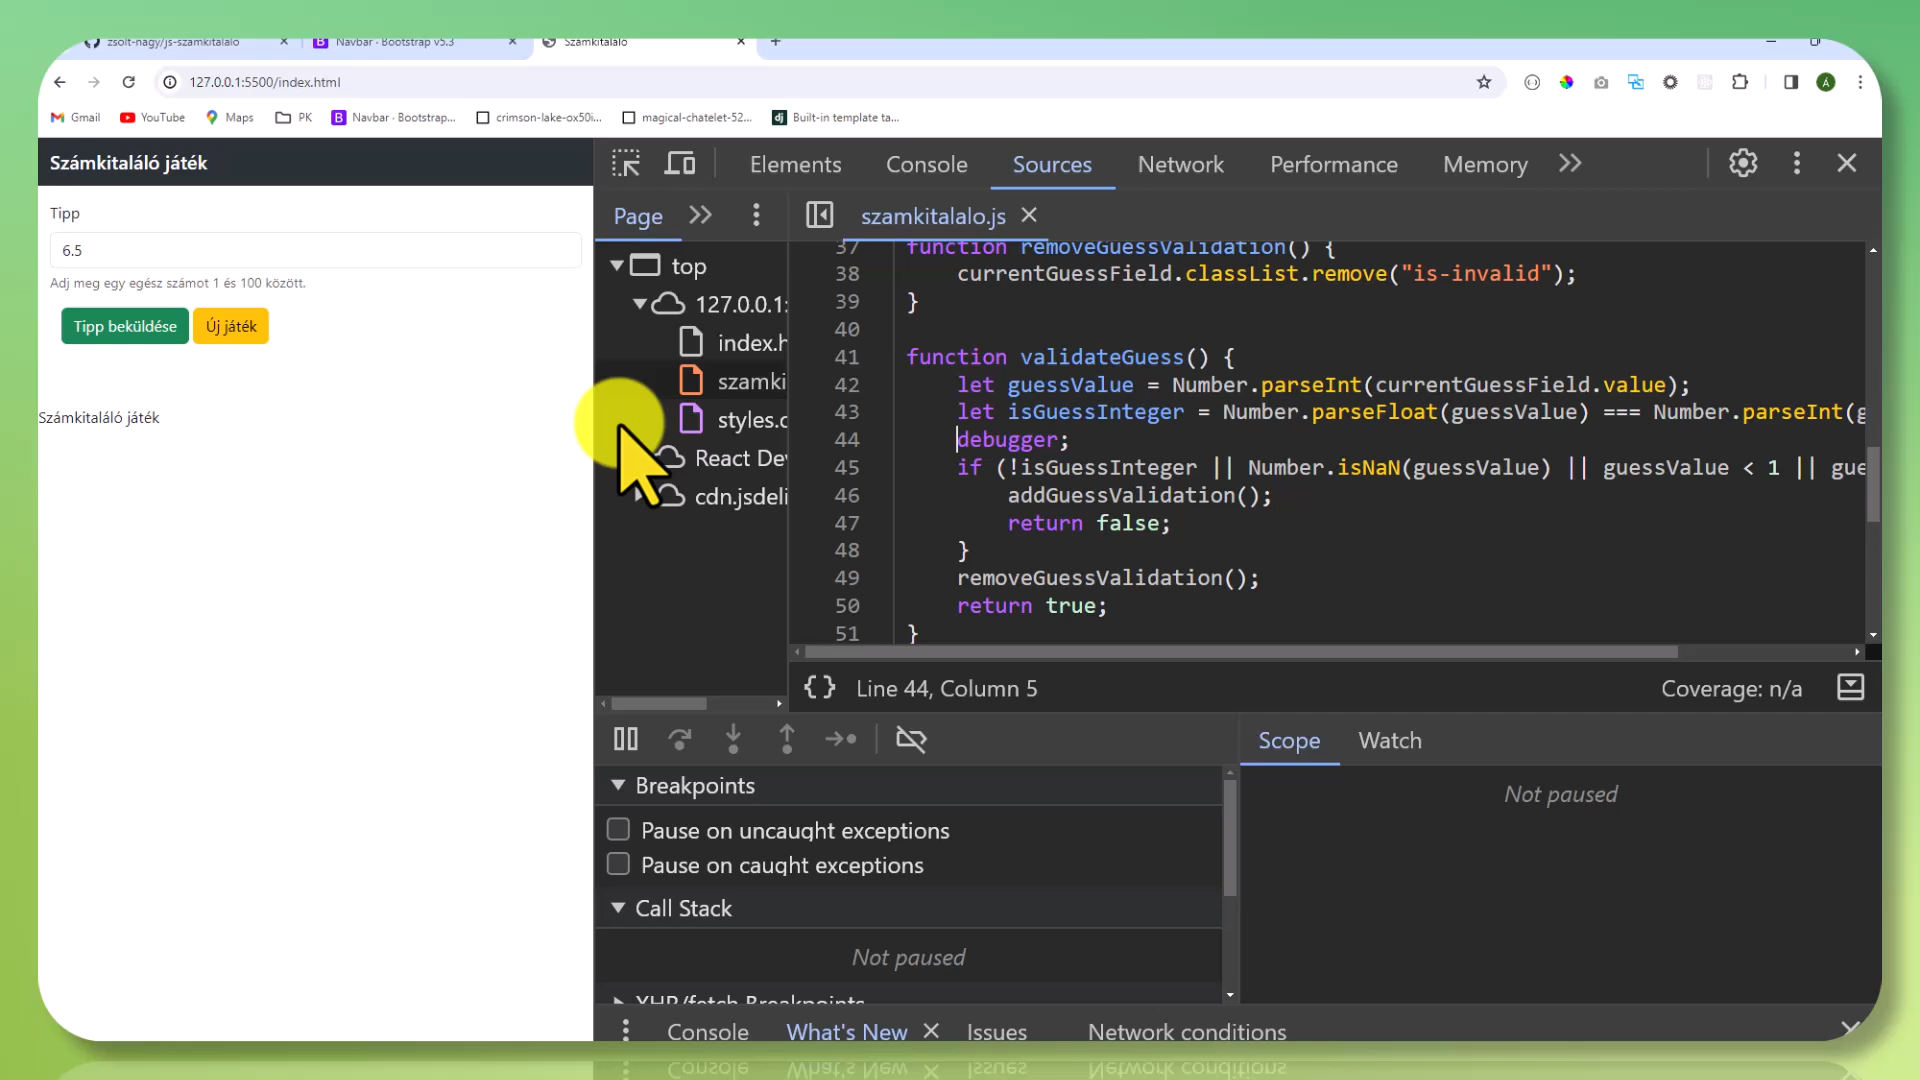 zsolt-nagy/js-szamkitalalo
Navbar · Bootstrap v5.3
Számkitaláló
127.0.0.1:5500/index.html
Gmail
YouTube
Maps
PK
Navbar · Bootstrap...
crimson-lake-ox50i...
magical-chatelet-52...
Built-in template ta...
Számkitaláló játék
Tipp
6.5
Adj meg egy egész számot 1 és 100 között.
Tipp beküldése
Új játék
Számkitaláló játék
Elements
Console
Sources
Network
Performance
Memory
Page
szamkitalalo.js
top
127.0.0.1:
index.h
szamki
styles.c
React De
cdn.jsdeli
37 function removeGuessValidation() {
38 currentGuessField.classList.remove("is-invalid");
39 }
40
41 function validateGuess() {
42 let guessValue = Number.parseInt(currentGuessField.value);
43 let isGuessInteger = Number.parseFloat(guessValue) === Number.parseInt(g
44 debugger;
45 if (!isGuessInteger || Number.isNaN(guessValue) || guessValue < 1 || gue
46 addGuessValidation();
47 return false;
48 }
49 removeGuessValidation();
50 return true;
51 }
{} Line 44, Column 5
Coverage: n/a
Scope
Watch
Not paused
Breakpoints
Pause on uncaught exceptions
Pause on caught exceptions
Call Stack
Not paused
XHR/fetch Breakpoints
Console
What's New
Issues
Network conditions